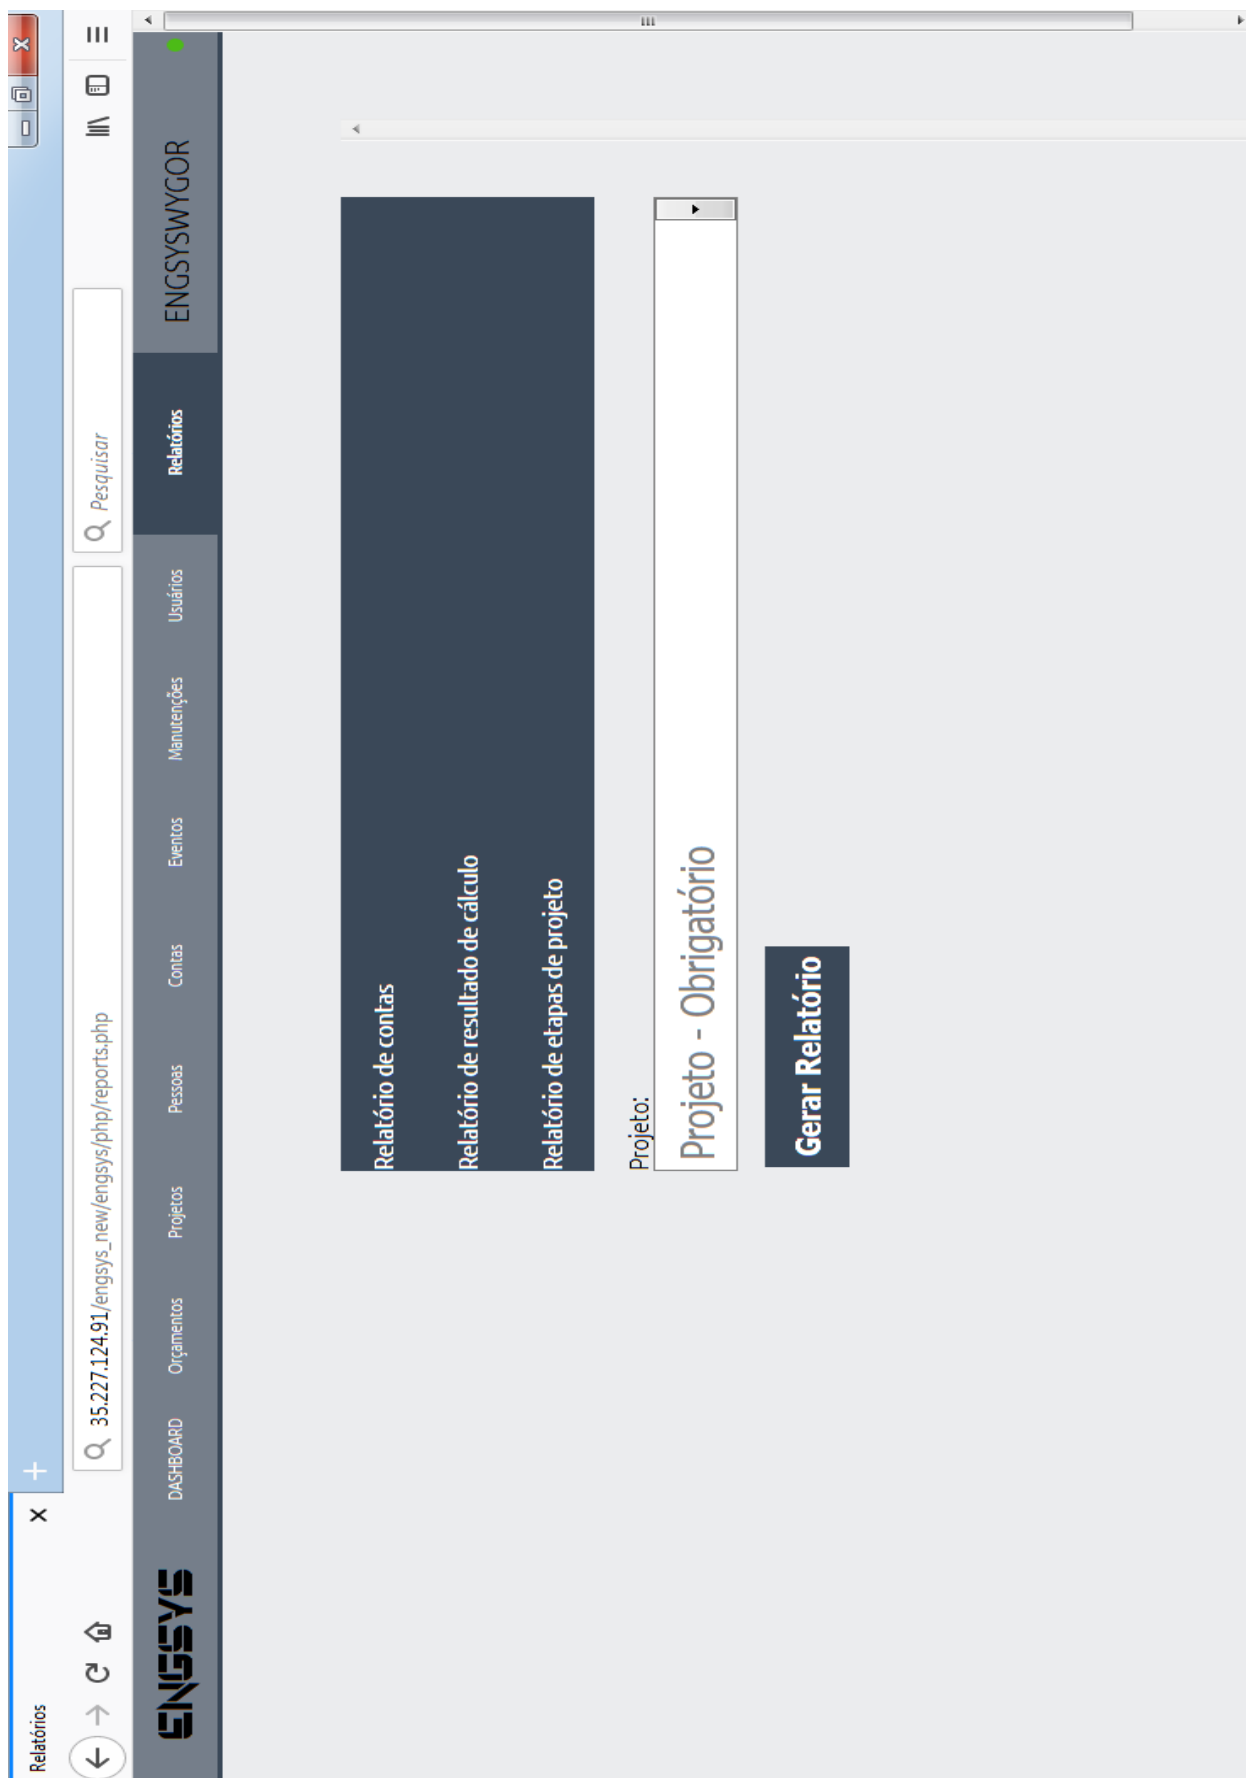 Relatórios
35.227.124.91/engsys_new/engsys/php/reports.php
Pesquisar
ENGSYS DASHBOARD Orçamentos Projetos Pessoas Contas Eventos Manutenções Usuários Relatórios ENGSYSWYGOR
Relatório de contas
Relatório de resultado de cálculo
Relatório de etapas de projeto
Projeto:
Projeto - Obrigatório
Gerar Relatório